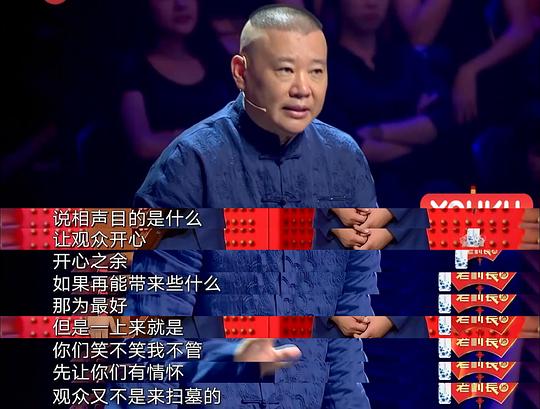 YOUKU
说相声目的是什么
让观众开心
开心之余
如果再能带来些什么
那为最好
但是一上来就是
你们笑不笑我不管
先让你们有情怀
观众又不是来扫墓的